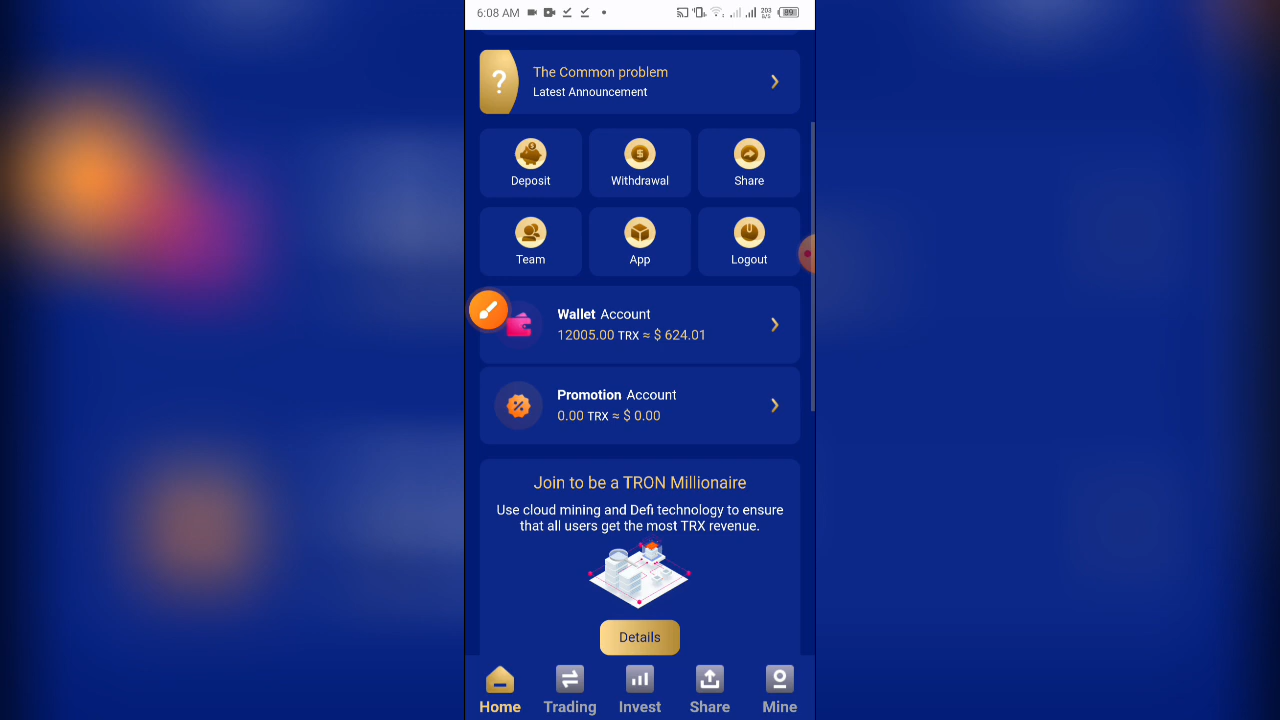 6:08 AM
203
B/S
89
?
The Common problem
Latest Announcement
Deposit
Withdrawal
Share
Team
App
Logout
Wallet Account
12005.00 TRX ≈ $ 624.01
Promotion Account
0.00 TRX ≈ $ 0.00
Join to be a TRON Millionaire
Use cloud mining and Defi technology to ensure
that all users get the most TRX revenue.
Details
Home
Trading
Invest
Share
Mine